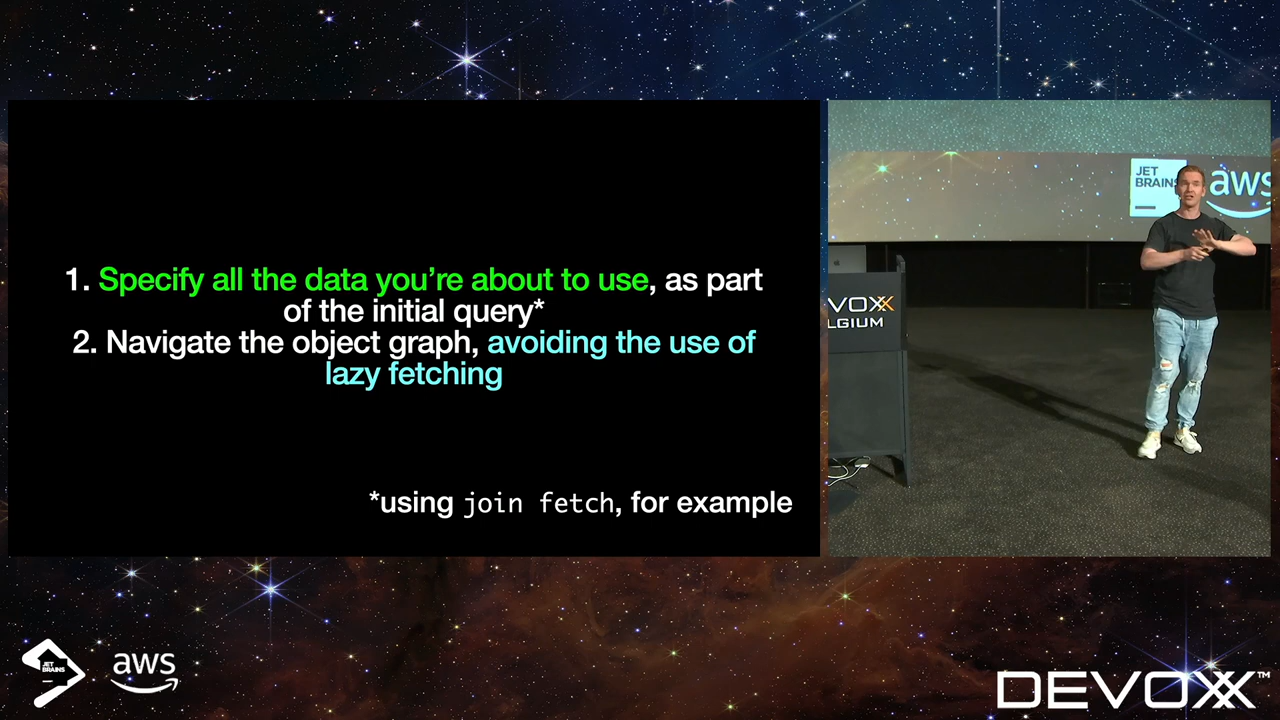 1. Specify all the data you're about to use, as part
of the initial query*
2. Navigate the object graph, avoiding the use of
lazy fetching
*using join fetch, for example
JET
BRAINS
aws
VOXX
LGIUM
JET
BRAINS
aws
DEVOXX™